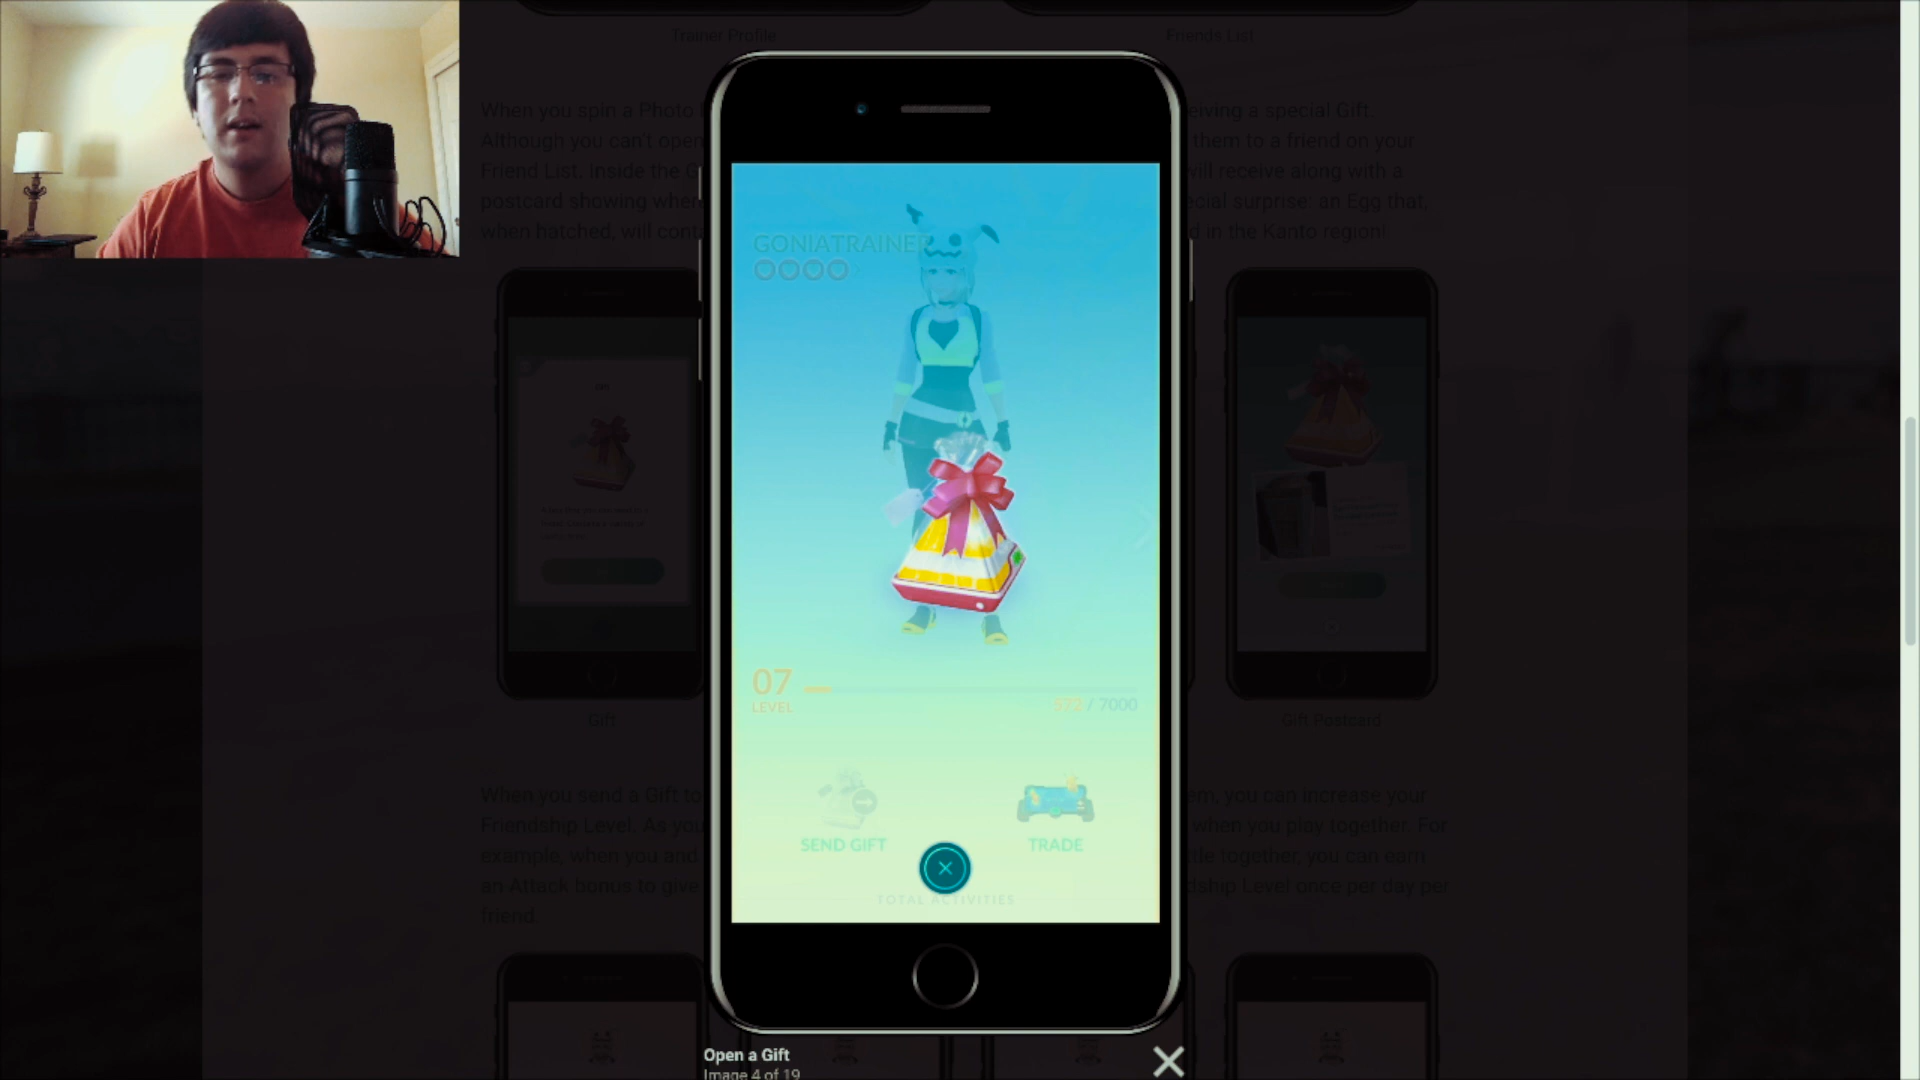 Trainer Profile
Friends List
When you spin a Photo
eiving a special Gift.
Although you can't open
them to a friend on your
Friend List. Inside the G
will receive along with a
postcard showing where
ecial surprise: an Egg that,
when hatched, will cont
d in the Kanto region!
GONIATRAINER
07
LEVEL
572 / 7000
SEND GIFT
TRADE
TOTAL ACTIVITIES
Gift
Gift Postcard
When you send a Gift to
em, you can increase your
Friendship Level. As you
when you play together. For
example, when you and
tle together, you can earn
an Attack bonus to give
dship Level once per day per
friend.
Open a Gift
Image 4 of 19